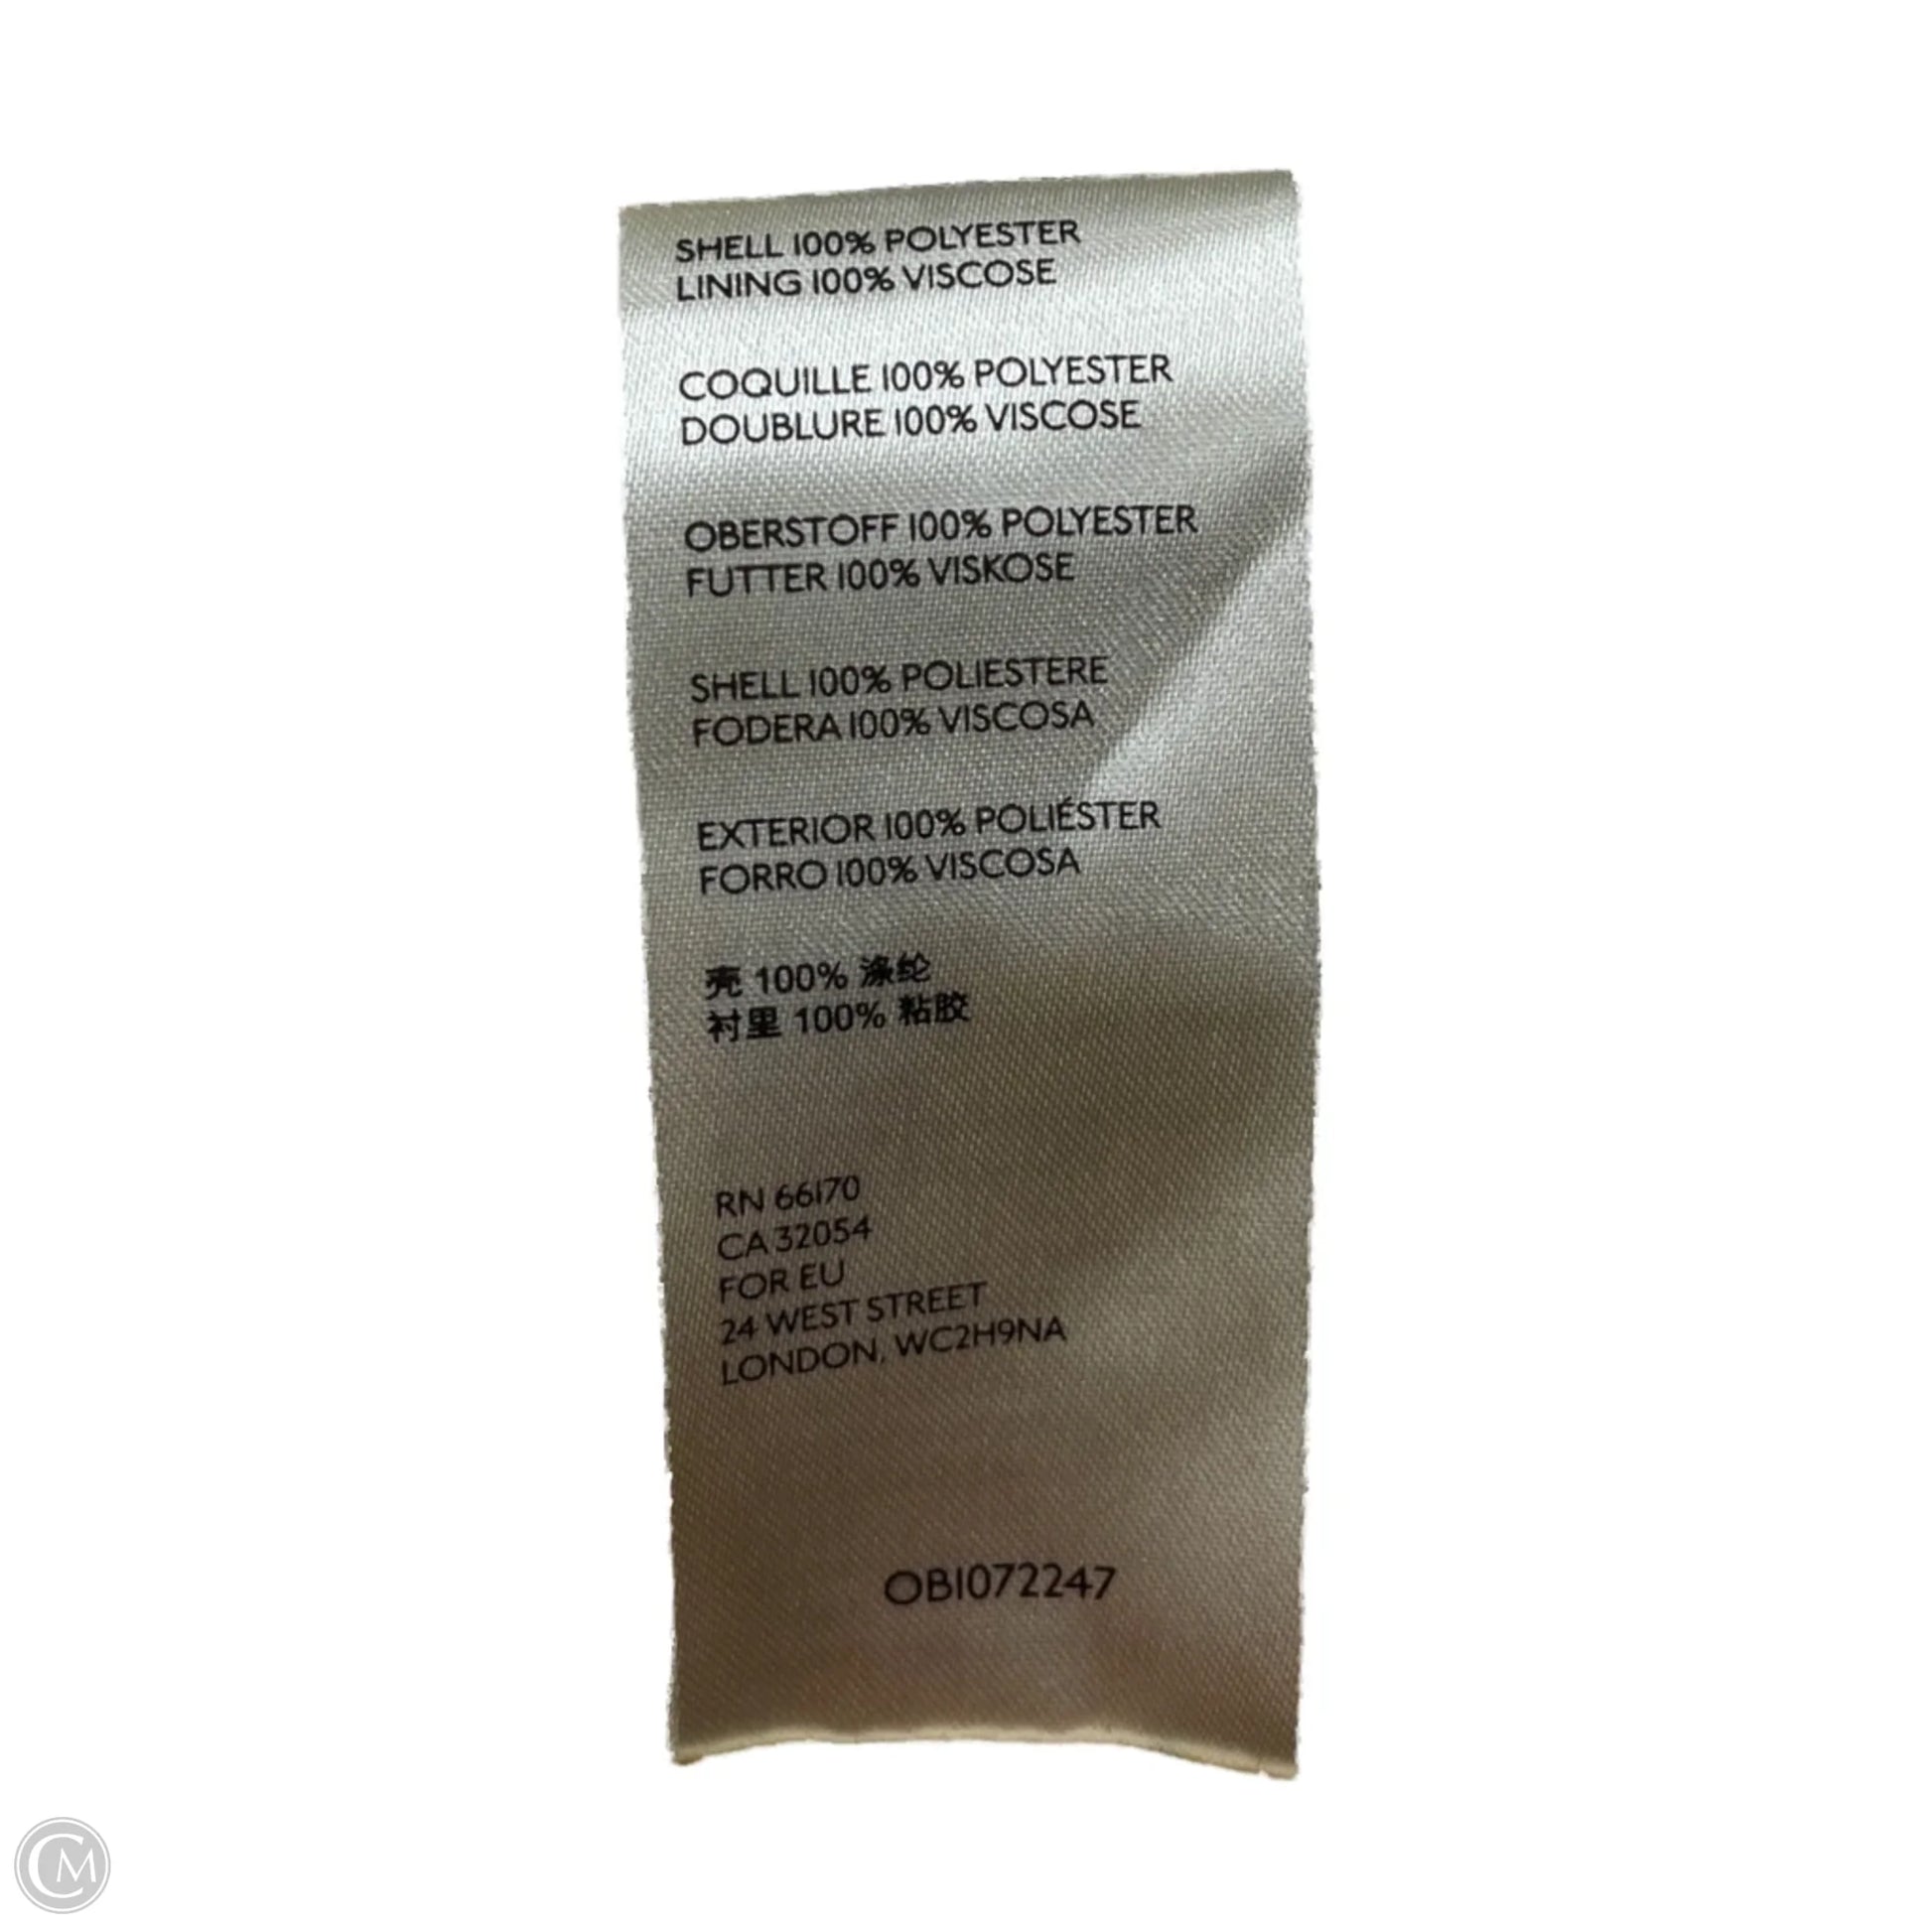 SHELL 100% POLYESTER
LINING 100% VISCOSE
COQUILLE 100% POLYESTER
DOUBLURE 100% VISCOSE
OBERSTOFF 100% POLYESTER
FUTTER 100% VISKOSE
SHELL 100% POLIESTERE
FODERA 100% VISCOSA
EXTERIOR 100% POLIÉSTER
FORRO 100% VISCOSA
壳 100% 涤纶
衬里 100% 粘胶
RN 66170
CA 32054
FOR EU
24 WEST STREET
LONDON, WC2H9NA
OB1072247
CM